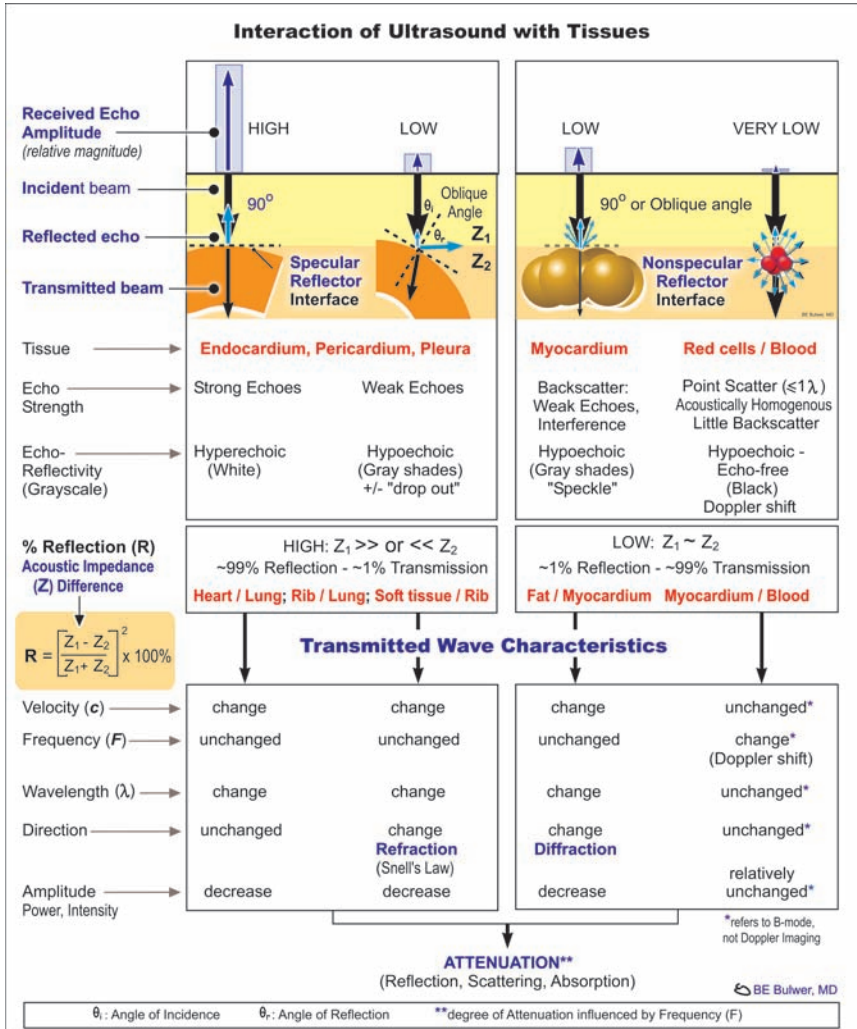 Interaction of Ultrasound with Tissues
Received Echo
Amplitude
(relative magnitude)
HIGH
LOW
LOW
VERY LOW
Incident beam
90°
θi
Oblique
Angle
90° or Oblique angle
Reflected echo
θr
Z1
Z2
Transmitted beam
Specular
Reflector
Interface
Nonspecular
Reflector
Interface
BE Bulwer, MD
Tissue
Endocardium, Pericardium, Pleura
Myocardium
Red cells / Blood
Echo
Strength
Strong Echoes
Weak Echoes
Backscatter:
Weak Echoes,
Interference
Point Scatter (≤1λ)
Acoustically Homogenous
Little Backscatter
Echo-
Reflectivity
(Grayscale)
Hyperechoic
(White)
Hypoechoic
(Gray shades)
+/- "drop out"
Hypoechoic
(Gray shades)
"Speckle"
Hypoechoic -
Echo-free
(Black)
Doppler shift
% Reflection (R)
Acoustic Impedance
(Z) Difference
R = [Z1 - Z2 / Z1 + Z2]² x 100%
HIGH: Z1 >> or << Z2
~99% Reflection - ~1% Transmission
Heart / Lung; Rib / Lung; Soft tissue / Rib
LOW: Z1 ~ Z2
~1% Reflection - ~99% Transmission
Fat / Myocardium Myocardium / Blood
Transmitted Wave Characteristics
Velocity (c)
change
change
change
unchanged*
Frequency (F)
unchanged
unchanged
unchanged
change*
(Doppler shift)
Wavelength (λ)
change
change
change
unchanged*
Direction
unchanged
change
Refraction
(Snell's Law)
change
Diffraction
unchanged*
Amplitude
Power, Intensity
decrease
decrease
decrease
relatively
unchanged*
*refers to B-mode,
not Doppler Imaging
ATTENUATION**
(Reflection, Scattering, Absorption)
BE Bulwer, MD
θi : Angle of Incidence θr : Angle of Reflection **degree of Attenuation influenced by Frequency (F)